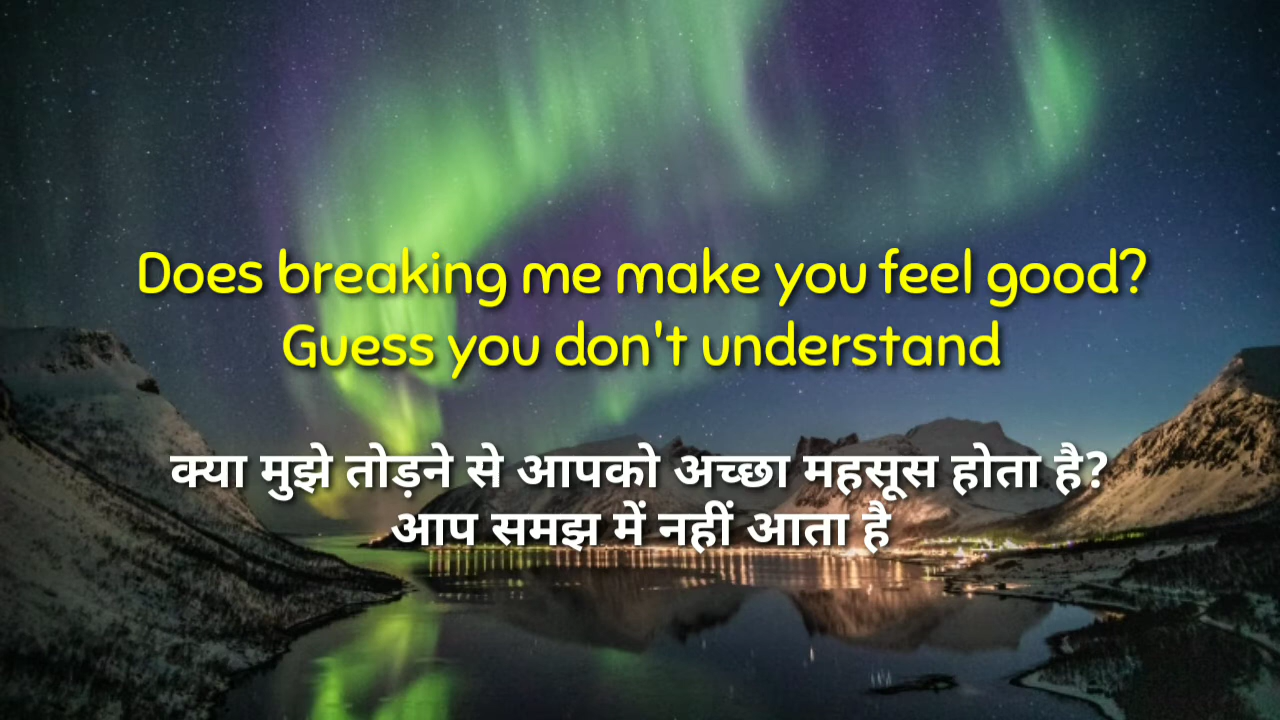 Does breaking me make you feel good?
Guess you don't understand
क्या मुझे तोड़ने से आपको अच्छा महसूस होता है?
आप समझ में नहीं आता है